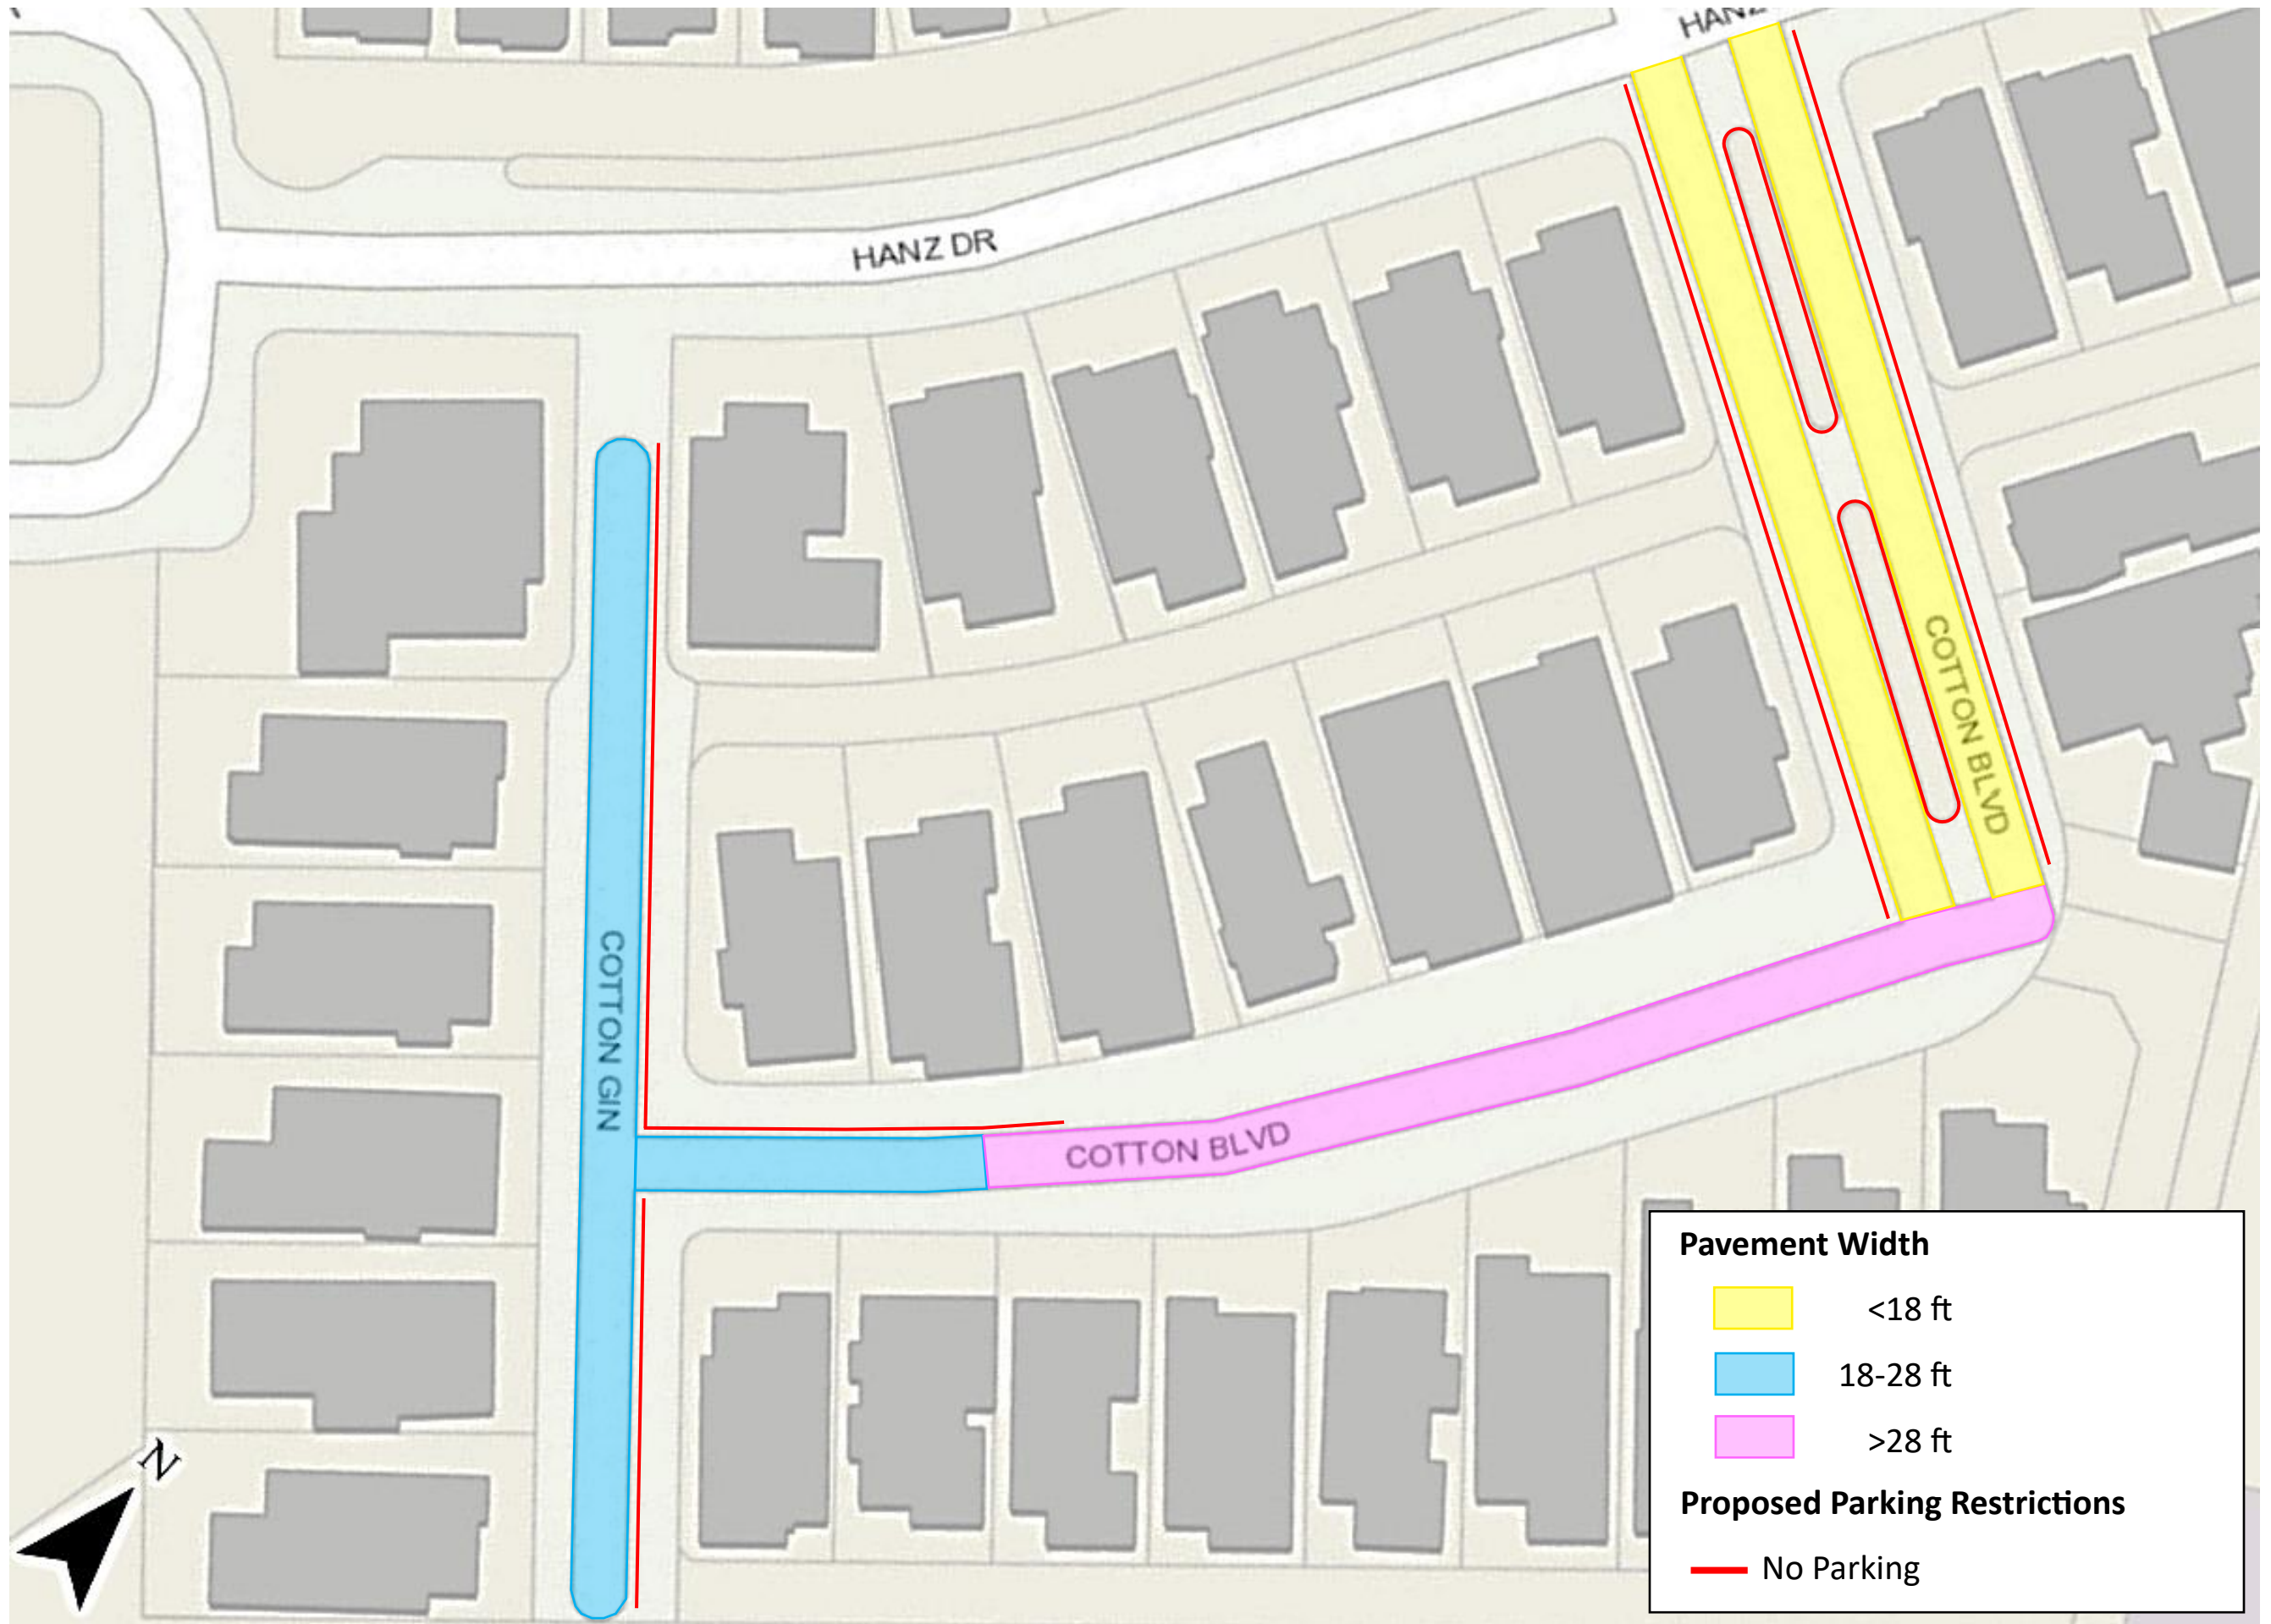 HANZ
HANZ DR
COTTON BLVD
COTTON GIN
COTTON BLVD
N
Pavement Width
<18 ft
18-28 ft
>28 ft
Proposed Parking Restrictions
No Parking